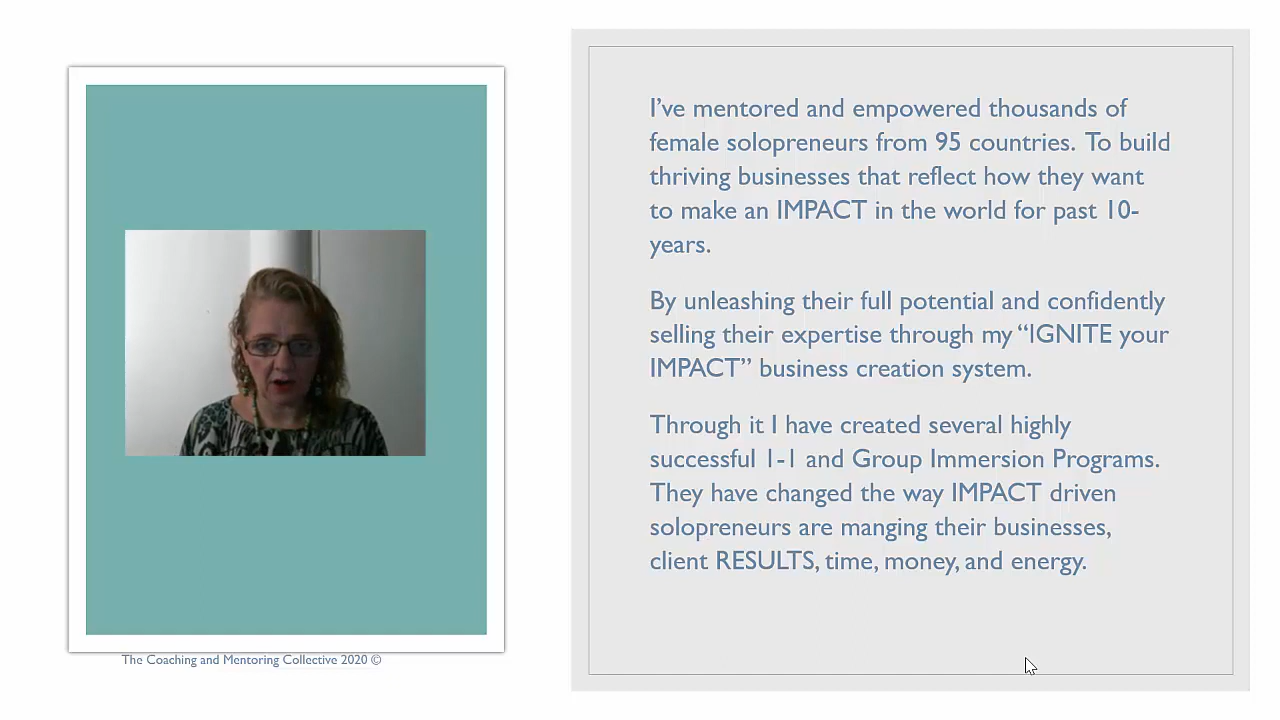 I've mentored and empowered thousands of
female solopreneurs from 95 countries. To build
thriving businesses that reflect how they want
to make an IMPACT in the world for past 10-
years.
By unleashing their full potential and confidently
selling their expertise through my “IGNITE your
IMPACT” business creation system.
Through it I have created several highly
successful 1-1 and Group Immersion Programs.
They have changed the way IMPACT driven
solopreneurs are manging their businesses,
client RESULTS, time, money, and energy.
The Coaching and Mentoring Collective 2020 ©